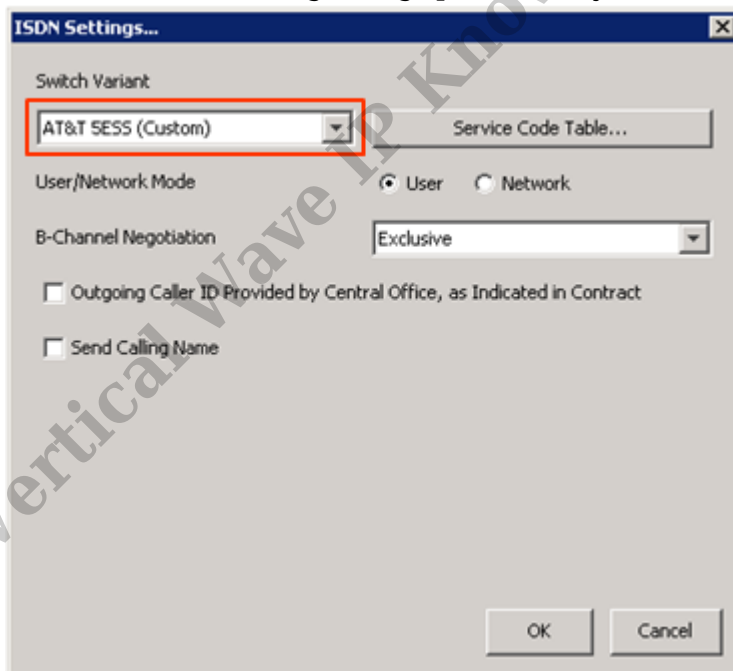 ISDN Settings...
Switch Variant
AT&T 5ESS (Custom)
Service Code Table...
User/Network Mode
User
Network
B-Channel Negotiation
Exclusive
Outgoing Caller ID Provided by Central Office, as Indicated in Contract
Send Calling Name
OK
Cancel
Vertical Wave IP